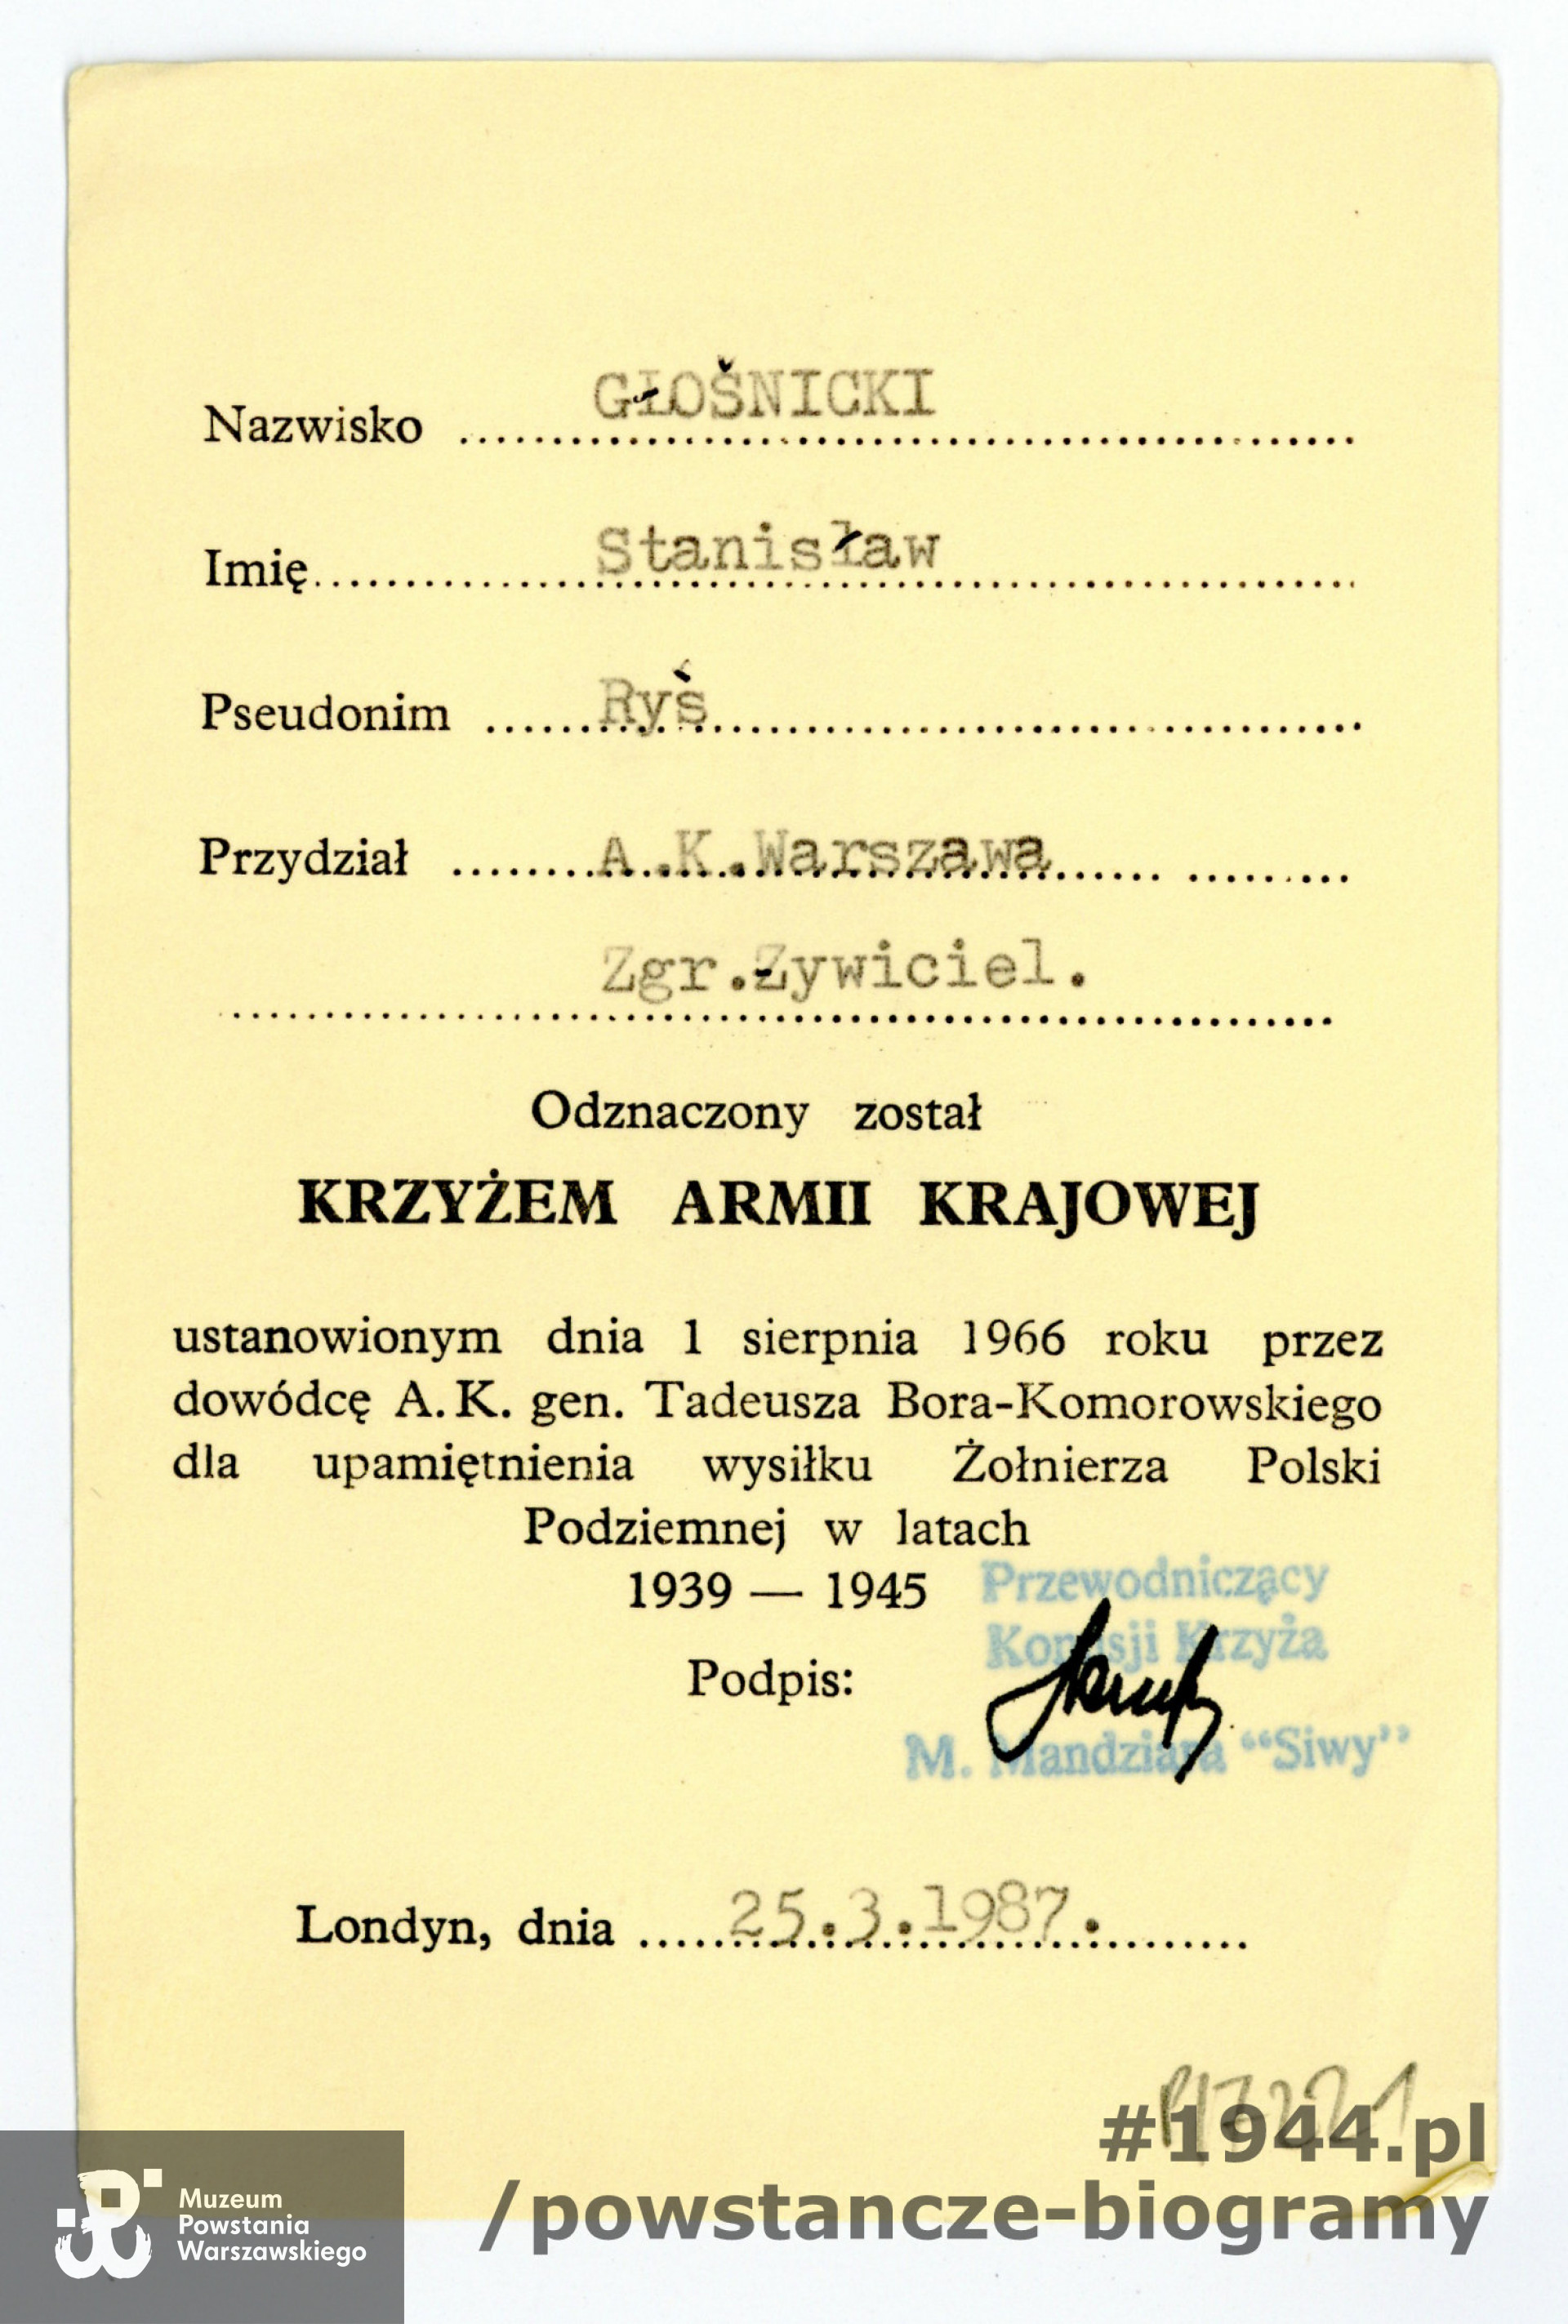 Nazwisko GŁOŚNICKI
Imię Stanisław
Pseudonim Ryś
Przydział A.K.Warszawa
Zgr.Żywiciel.
Odznaczony został
KRZYŻEM ARMII KRAJOWEJ
ustanowionym dnia 1 sierpnia 1966 roku przez
dowódcę A. K. gen. Tadeusza Bora-Komorowskiego
dla upamiętnienia wysiłku Żołnierza Polski
Podziemnej w latach
1939 — 1945
Przewodniczący
Komisji Krzyża
Podpis:
M. Mandziara “Siwy”
Londyn, dnia 25.3.1987.
#1944.pl
/powstancze-biogramy
Muzeum
Powstania
Warszawskiego